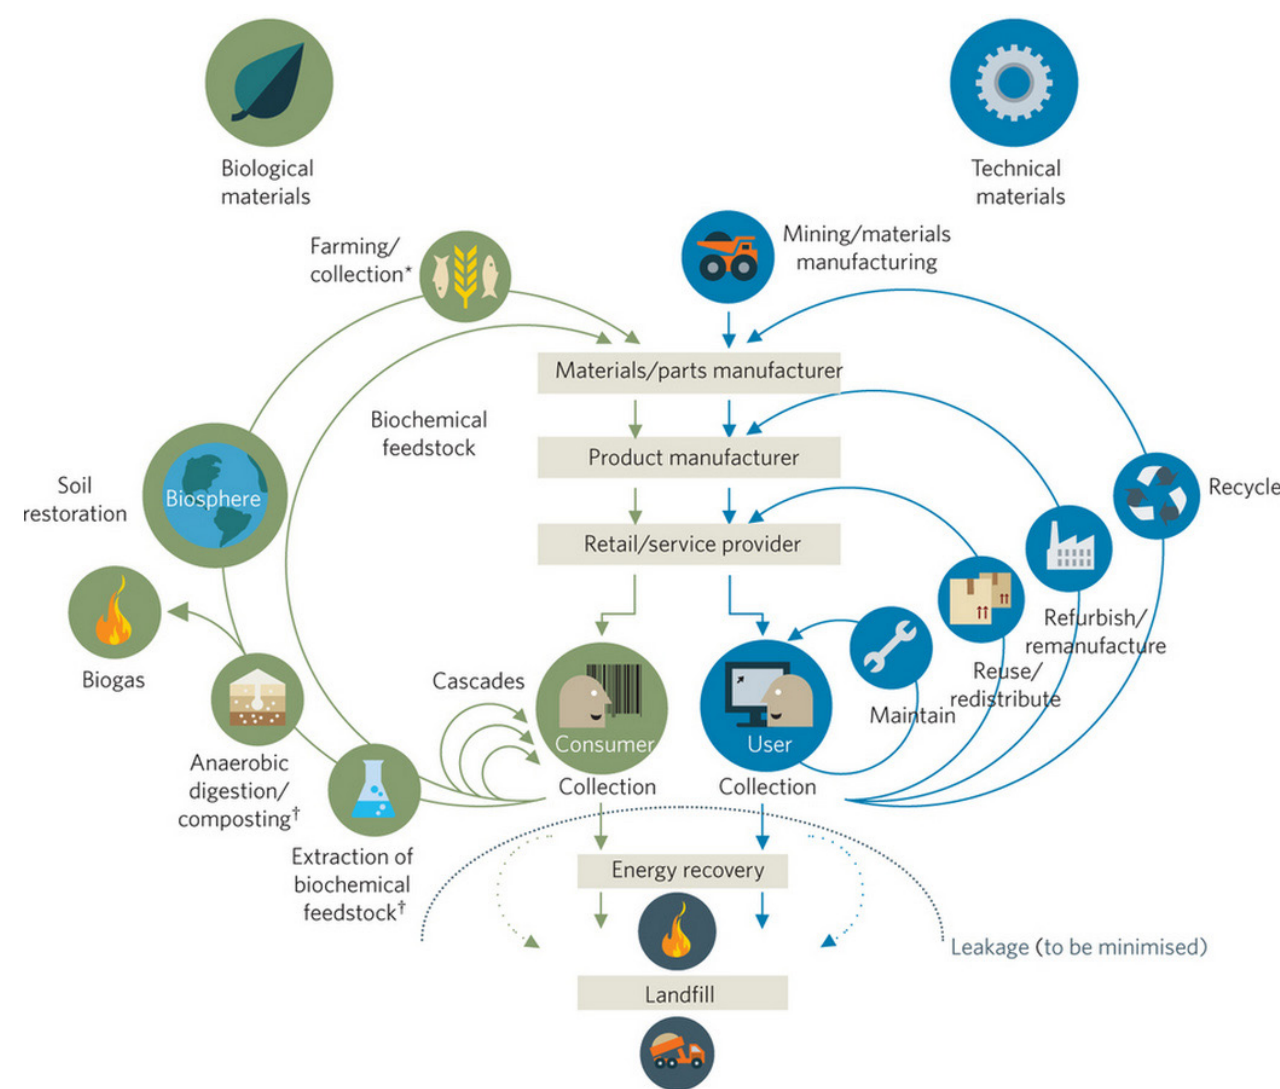 Biological
materials
Technical
materials
Farming/
collection*
Mining/materials
manufacturing
Materials/parts manufacturer
Biochemical
feedstock
Product manufacturer
Soil
restoration
Biosphere
Recycle
Retail/service provider
Refurbish/
remanufacture
Reuse/
redistribute
Maintain
Biogas
Cascades
Consumer
User
Anaerobic
digestion/
composting†
Collection
Collection
Extraction of
biochemical
feedstock†
Energy recovery
Leakage (to be minimised)
Landfill